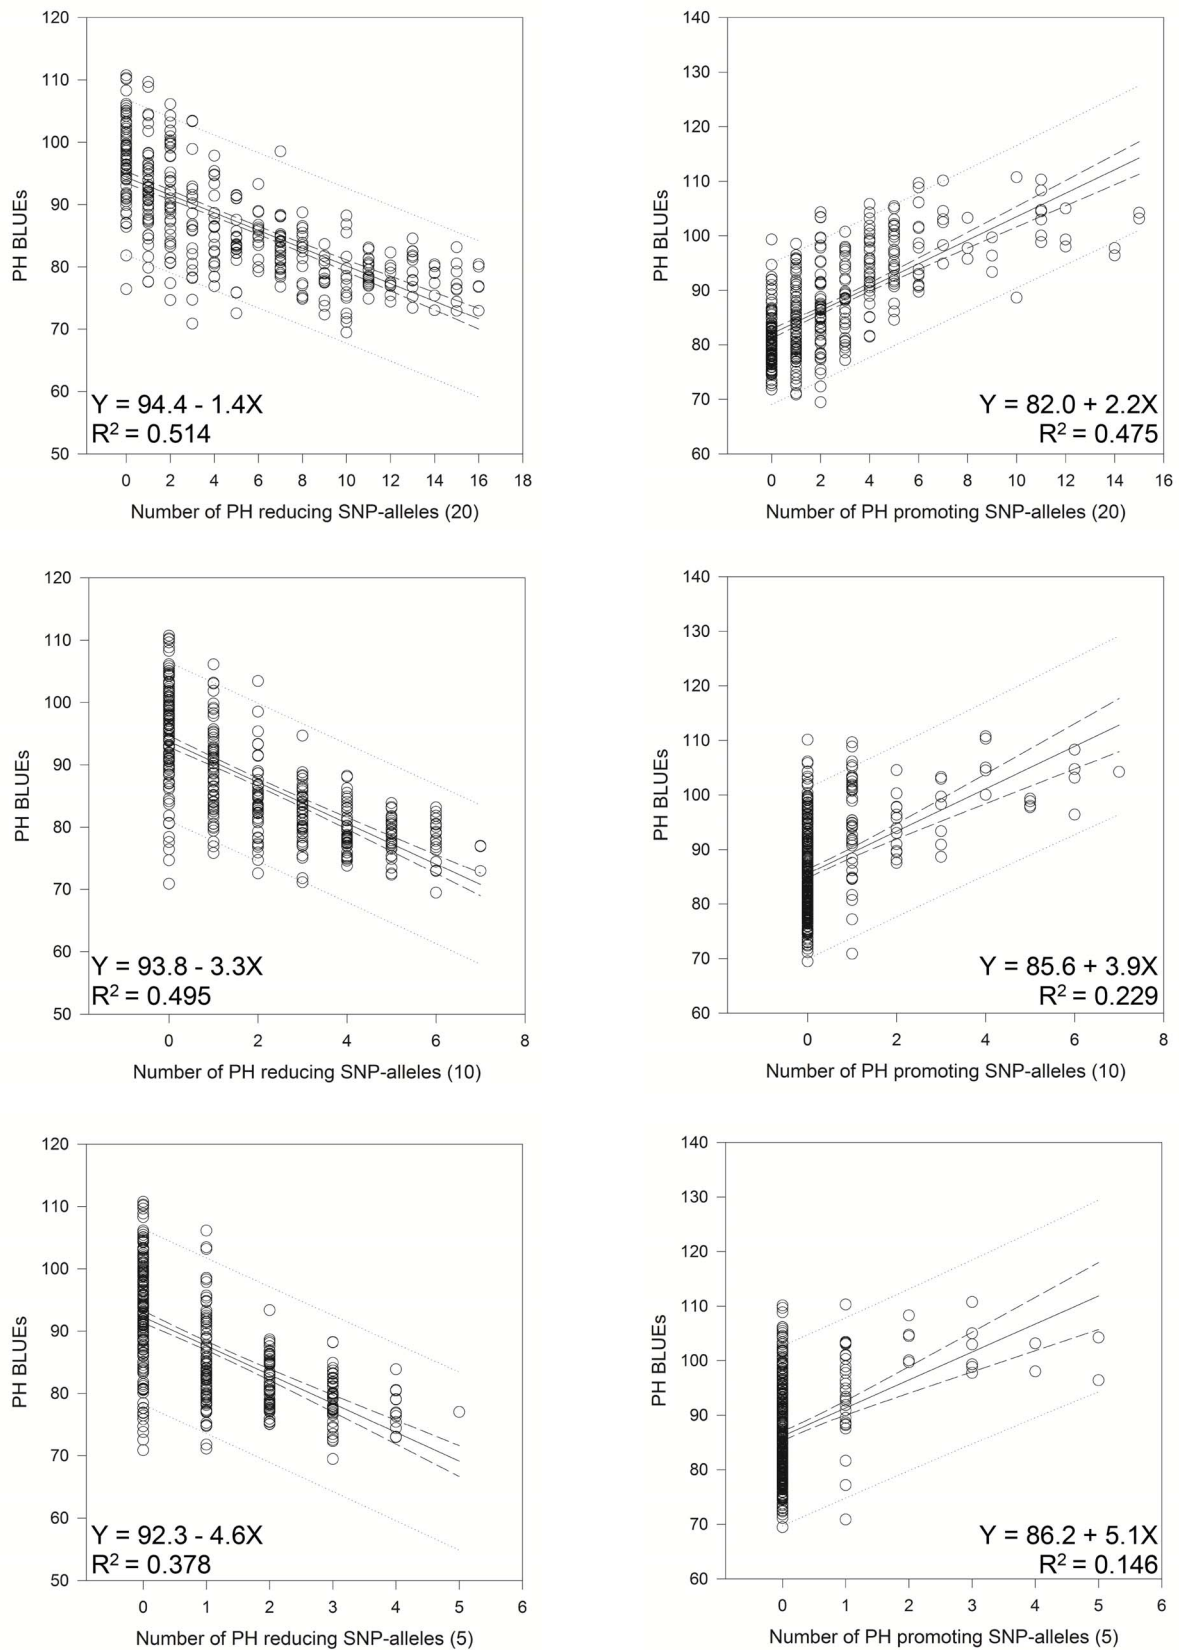 120
110
100
90
80
70
60
50
PH BLUEs
Y = 94.4 - 1.4X
R² = 0.514
0 2 4 6 8 10 12 14 16 18
Number of PH reducing SNP-alleles (20)
140
130
120
110
100
90
80
70
60
PH BLUEs
Y = 82.0 + 2.2X
R² = 0.475
0 2 4 6 8 10 12 14 16
Number of PH promoting SNP-alleles (20)
120
110
100
90
80
70
60
50
PH BLUEs
Y = 93.8 - 3.3X
R² = 0.495
0 2 4 6 8
Number of PH reducing SNP-alleles (10)
140
130
120
110
100
90
80
70
60
PH BLUEs
Y = 85.6 + 3.9X
R² = 0.229
0 2 4 6 8
Number of PH promoting SNP-alleles (10)
120
110
100
90
80
70
60
50
PH BLUEs
Y = 92.3 - 4.6X
R² = 0.378
0 1 2 3 4 5 6
Number of PH reducing SNP-alleles (5)
140
130
120
110
100
90
80
70
60
PH BLUEs
Y = 86.2 + 5.1X
R² = 0.146
0 1 2 3 4 5 6
Number of PH promoting SNP-alleles (5)